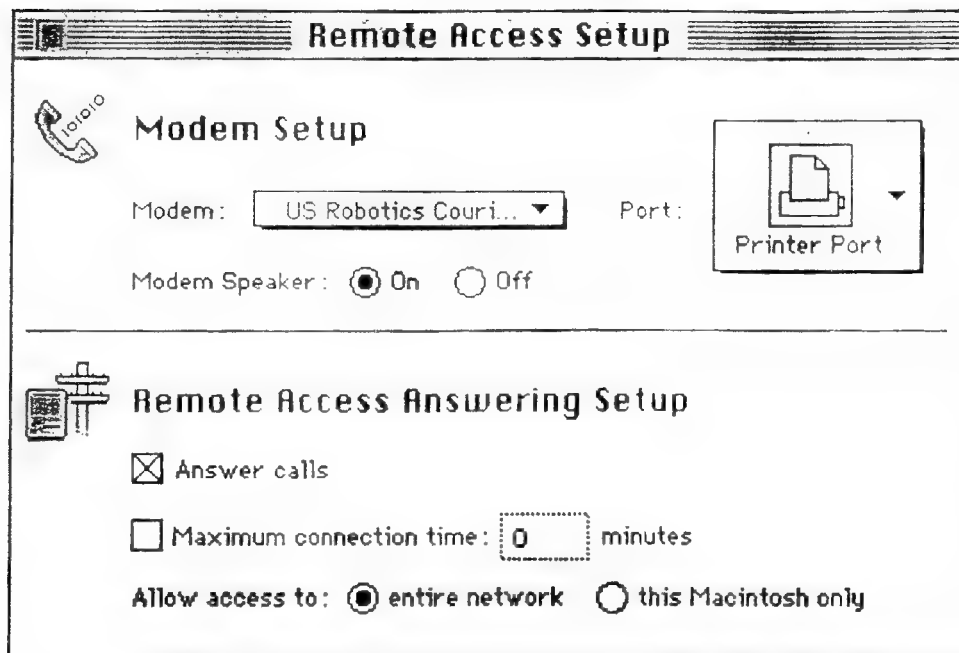 Remote Access Setup
101010
Modem Setup
Modem: US Robotics Couri... Port:
Printer Port
Modem Speaker: On Off
Remote Access Answering Setup
Answer calls
Maximum connection time: 0 minutes
Allow access to: entire network this Macintosh only